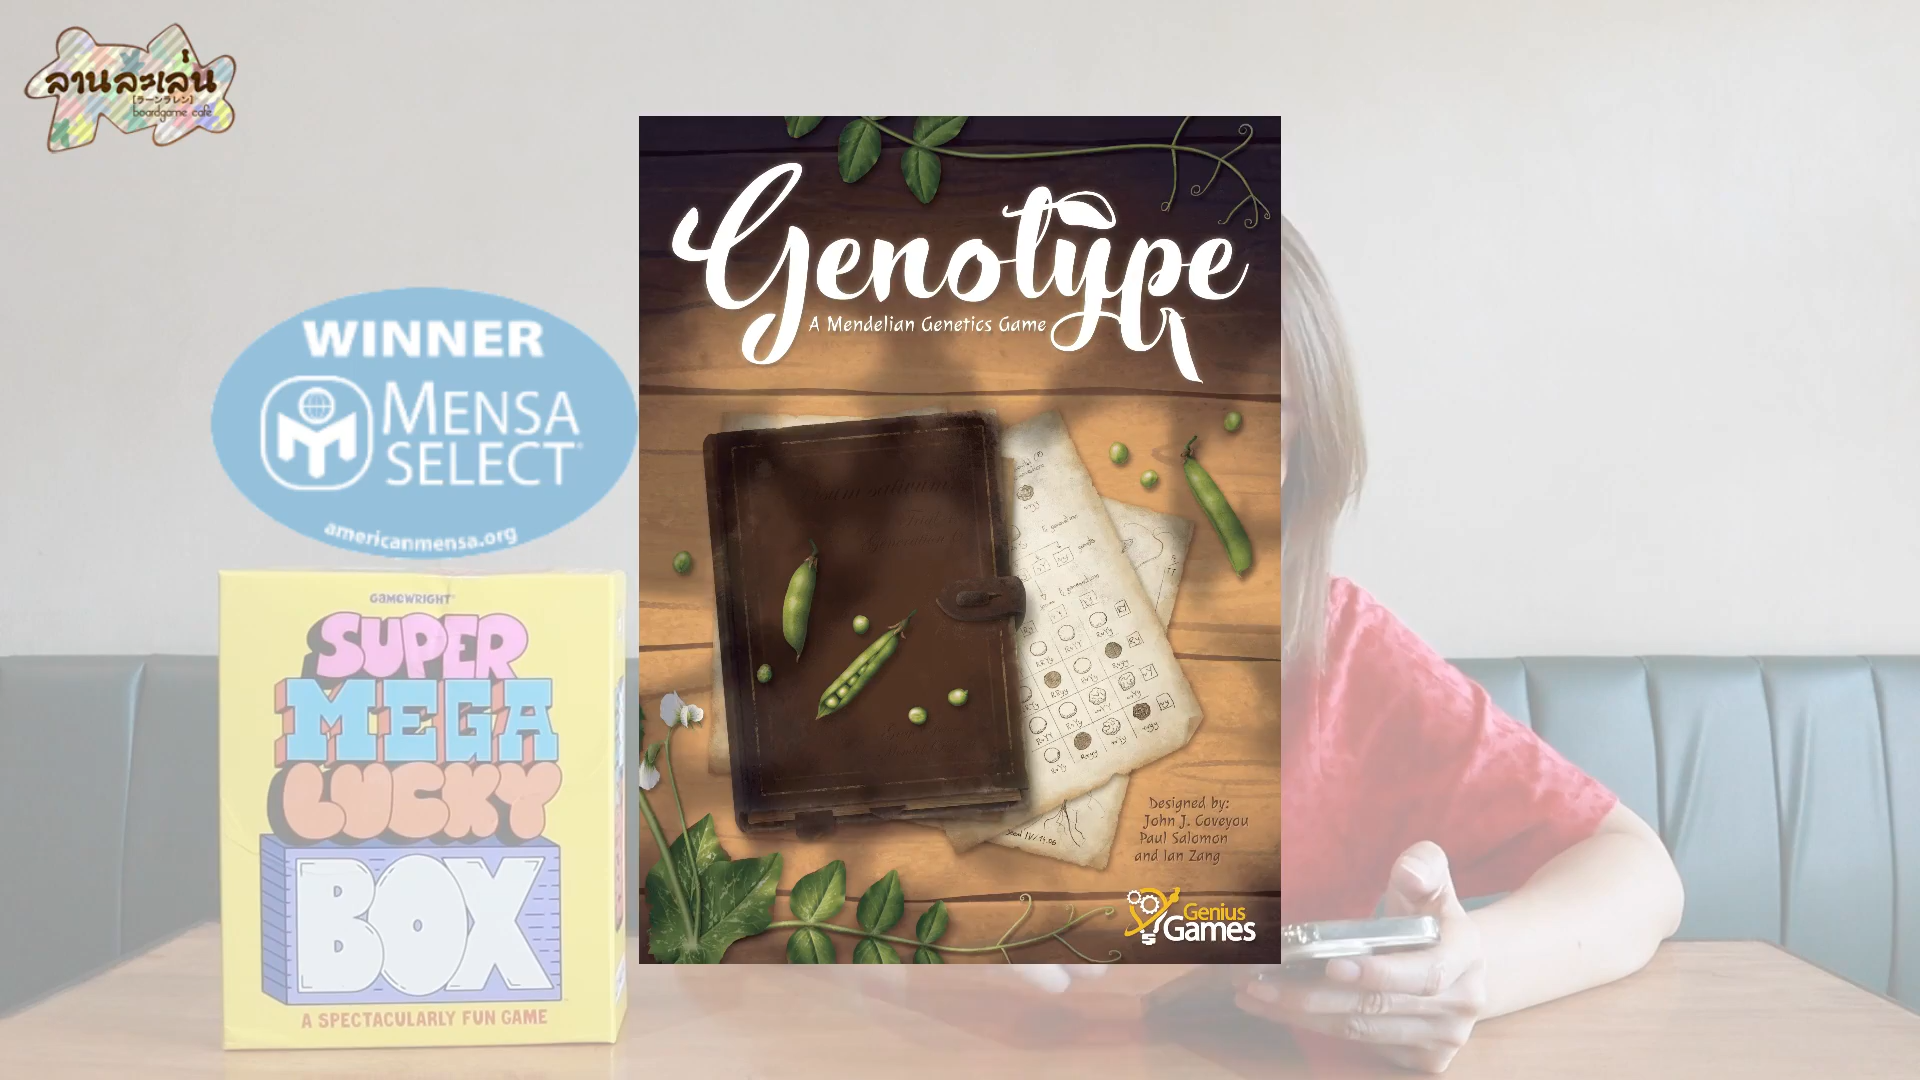 ลานละเล่น
[ラーンラレン]
boardgame cafe
WINNER
MENSA
SELECT
americanmensa.org
GAMEWRIGHT
SUPER
MEGA
LUCKY
BOX
A SPECTACULARLY FUN GAME
Genotype
A Mendelian Genetics Game
Designed by:
John J. Coveyou
Paul Salomon
and Ian Zang
Genius
Games